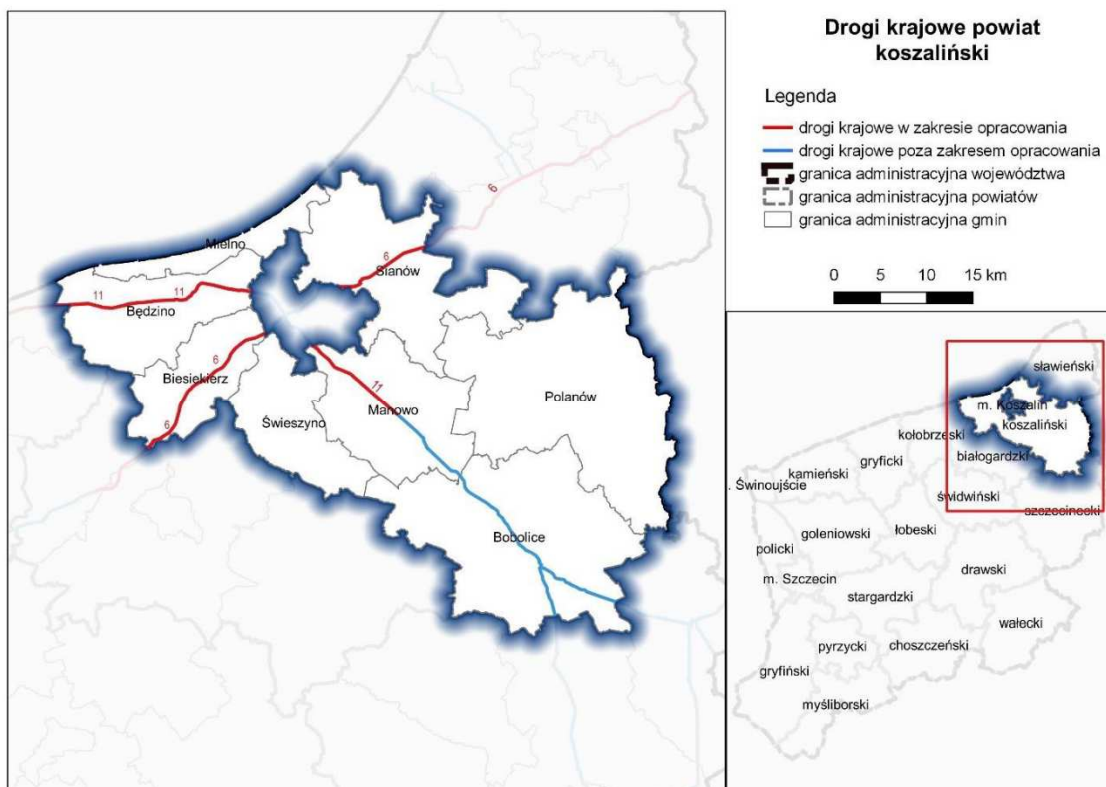 Drogi krajowe powiat
koszaliński
Legenda
drogi krajowe w zakresie opracowania
drogi krajowe poza zakresem opracowania
granica administracyjna województwa
granica administracyjna powiatów
granica administracyjna gmin
0 5 10 15 km
6
Mielno
6
Sianów
11
11
Będzino
6
Biesiekierz
11
Manowo
Polanów
Świeszyno
6
Bobolice
sławieński
m. Koszalin
koszaliński
kołobrzeski
białogardzki
gryficki
kamieński
. Świnoujście
świdwiński
szczecinecki
goleniowski
łobeski
policki
drawski
m. Szczecin
stargardzki
wałecki
pyrzycki
choszczeński
gryfiński
myśliborski